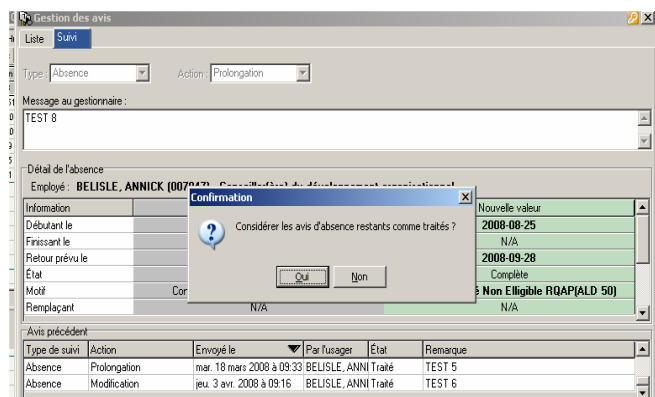 Gestion des avis
Liste Suivi
Type : Absence Action : Prolongation
Message au gestionnaire :
TEST 8
Détail de l'absence
Employé : BELISLE, ANNICK
Confirmation
Considérer les avis d'absence restants comme traités ?
Oui Non
Information Nouvelle valeur
Débutant le 2008-08-25
Finissant le N/A
Retour prévu le 2008-09-28
État Complète
Motif Con é Non Elligible RQAP(ALD 50)
Remplaçant N/A N/A
Avis précédent
Type de suivi Action Envoyé le Par l'usager État Remarque
Absence Prolongation mar. 18 mars 2008 à 09:33 BELISLE, ANNI Traité TEST 5
Absence Modification jeu. 3 avr. 2008 à 09:16 BELISLE, ANNI Traité TEST 6